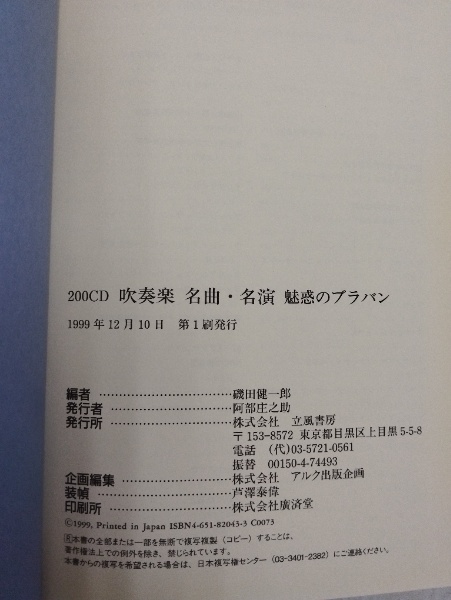 200CD 吹奏楽 名曲・名演 魅惑のブラバン
1999年12月10日 第1刷発行
編者……………………………磯田健一郎
発行者…………………………阿部庄之助
発行所…………………………株式会社 立風書房
〒153-8572 東京都目黒区上目黒5-5-8
電話 (代)03-5721-0561
振替 00150-4-74493
企画編集………………………株式会社 アルク出版企画
装幀……………………………芦澤泰偉
印刷所…………………………株式会社廣済堂
©1999, Printed in Japan ISBN4-651-82043-3 C0073
Ⓡ本書の全部または一部を無断で複写複製(コピー)することは、
著作権法上での例外を除き、禁じられています。
本書からの複写を希望される場合は、日本複写権センター(03-3401-2382)にご連絡ください。